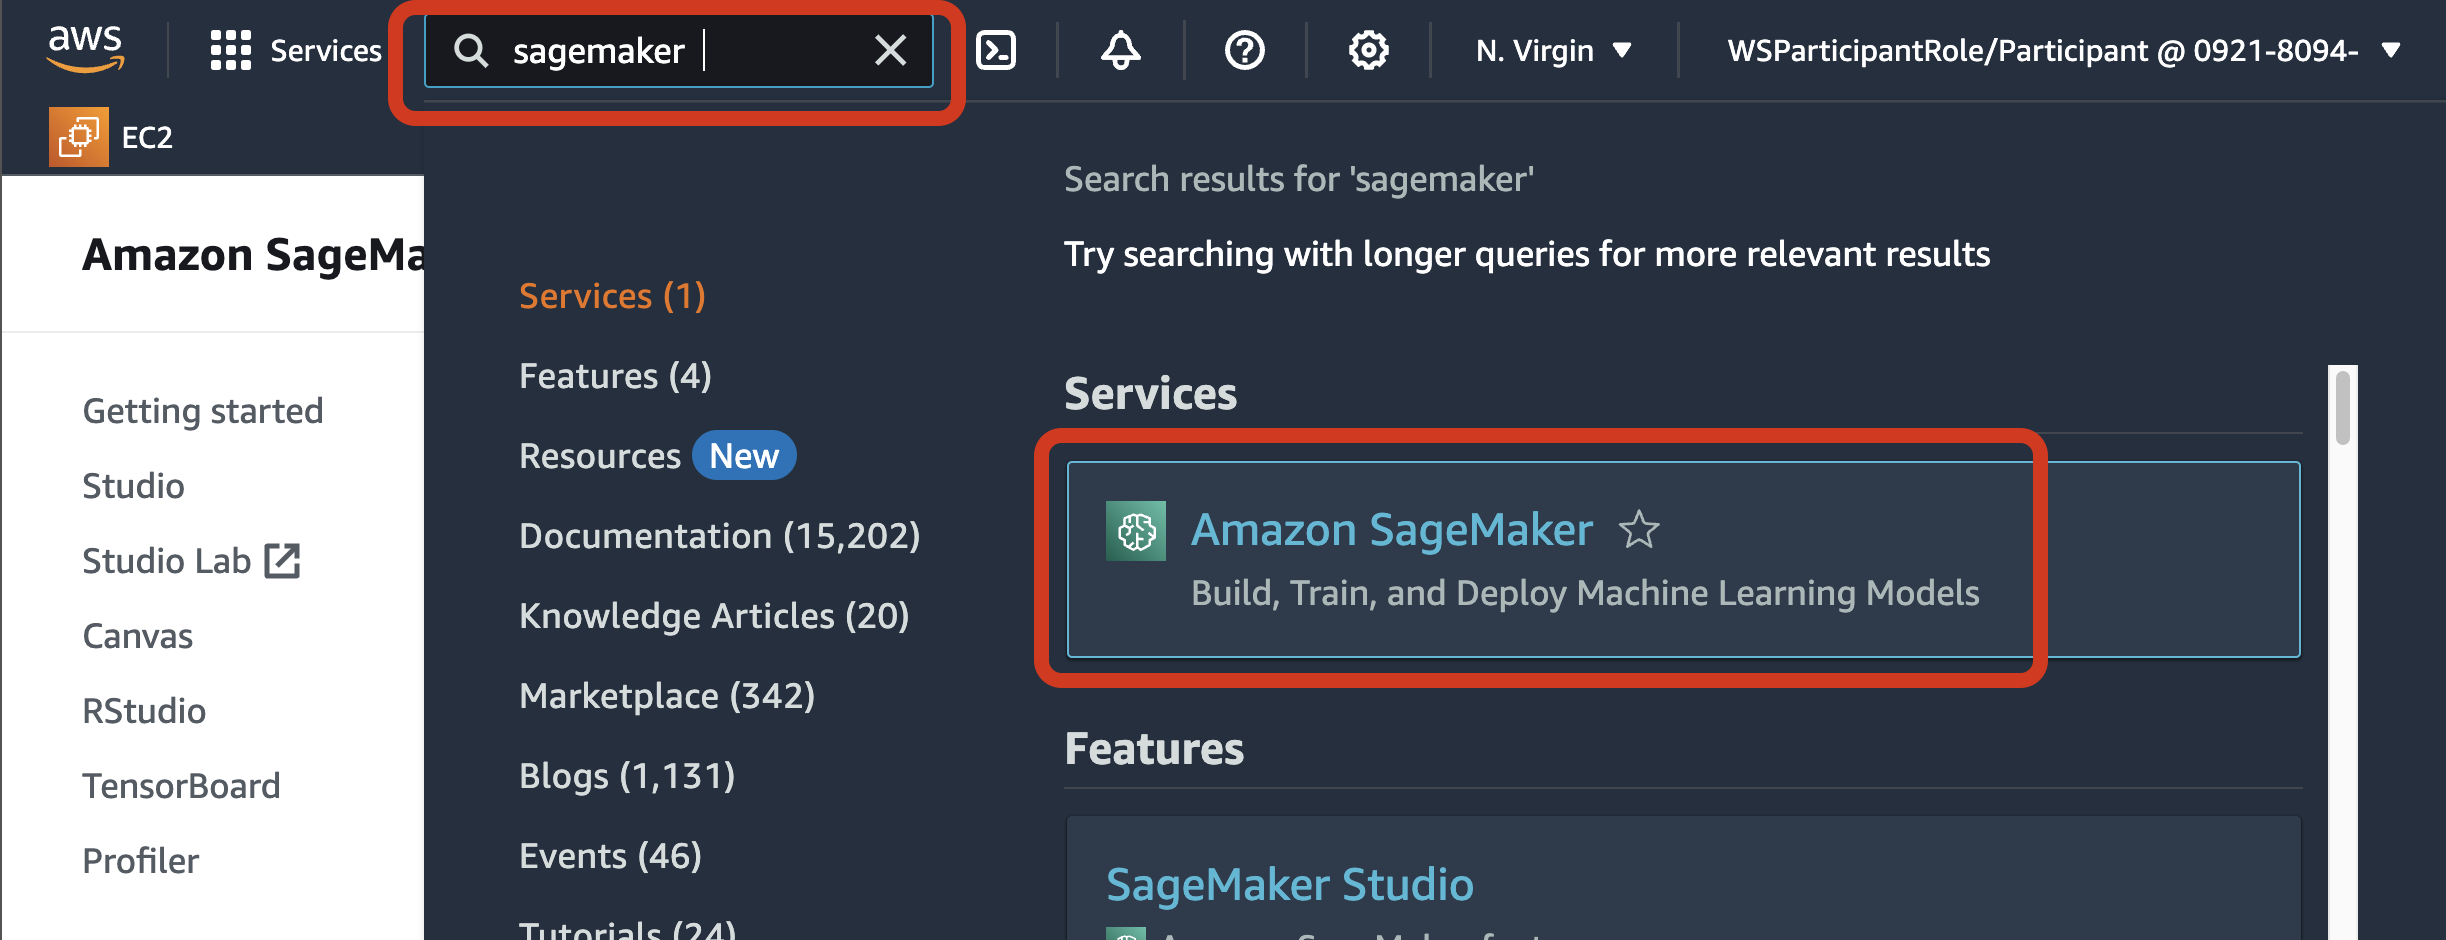 aws
Services
sagemaker
N. Virgin
WSParticipantRole/Participant @ 0921-8094-
EC2
Amazon SageMa
Getting started
Studio
Studio Lab
Canvas
RStudio
TensorBoard
Profiler
Services (1)
Features (4)
Resources New
Documentation (15,202)
Knowledge Articles (20)
Marketplace (342)
Blogs (1,131)
Events (46)
Tutorials (24)
Search results for 'sagemaker'
Try searching with longer queries for more relevant results
Services
Amazon SageMaker
Build, Train, and Deploy Machine Learning Models
Features
SageMaker Studio